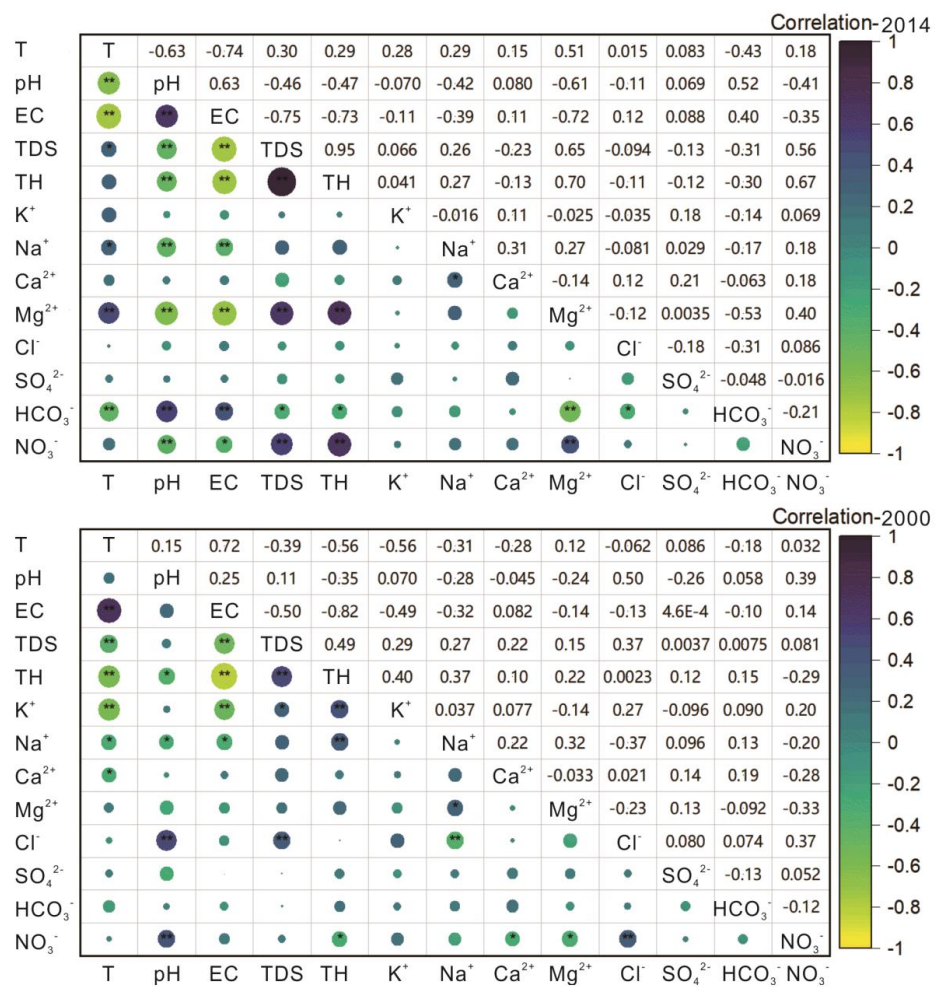 Correlation-2014
T T -0.63 -0.74 0.30 0.29 0.28 0.29 0.15 0.51 0.015 0.083 -0.43 0.18 1
pH ** pH 0.63 -0.46 -0.47 -0.070 -0.42 0.080 -0.61 -0.11 0.069 0.52 -0.41 0.8
EC ** ** EC -0.75 -0.73 -0.11 -0.39 0.11 -0.72 0.12 0.088 0.40 -0.35 0.6
TDS * ** ** TDS 0.95 0.066 0.26 -0.23 0.65 -0.094 -0.13 -0.31 0.56 0.4
TH ** ** ** TH 0.041 0.27 -0.13 0.70 -0.11 -0.12 -0.30 0.67 0.2
K⁺ K⁺ -0.016 0.11 -0.025 -0.035 0.18 -0.14 0.069 0
Na⁺ * ** ** Na⁺ 0.31 0.27 -0.081 0.029 -0.17 0.18
Ca²⁺ * Ca²⁺ -0.14 0.12 0.21 -0.063 0.18 -0.2
Mg²⁺ ** ** ** ** ** Mg²⁺ -0.12 0.0035 -0.53 0.40 -0.4
Cl⁻ Cl⁻ -0.18 -0.31 0.086 -0.6
SO₄²⁻ SO₄²⁻ -0.048 -0.016
HCO₃⁻ ** ** ** * * ** * HCO₃⁻ -0.21 -0.8
NO₃⁻ ** * ** ** ** NO₃⁻ -1
T pH EC TDS TH K⁺ Na⁺ Ca²⁺ Mg²⁺ Cl⁻ SO₄²⁻ HCO₃⁻ NO₃⁻
Correlation-2000
T T 0.15 0.72 -0.39 -0.56 -0.56 -0.31 -0.28 0.12 -0.062 0.086 -0.18 0.032 1
pH pH 0.25 0.11 -0.35 0.070 -0.28 -0.045 -0.24 0.50 -0.26 0.058 0.39 0.8
EC ** EC -0.50 -0.82 -0.49 -0.32 0.082 -0.14 -0.13 4.6E-4 -0.10 0.14 0.6
TDS ** ** TDS 0.49 0.29 0.27 0.22 0.15 0.37 0.0037 0.0075 0.081 0.4
TH ** * ** ** TH 0.40 0.37 0.10 0.22 0.0023 0.12 0.15 -0.29 0.2
K⁺ ** ** * ** K⁺ 0.037 0.077 -0.14 0.27 -0.096 0.090 0.20
Na⁺ * * * ** Na⁺ 0.22 0.32 -0.37 0.096 0.13 -0.20 0
Ca²⁺ * Ca²⁺ -0.033 0.021 0.14 0.19 -0.28 -0.2
Mg²⁺ * Mg²⁺ -0.23 0.13 -0.092 -0.33 -0.4
Cl⁻ ** ** ** Cl⁻ 0.080 0.074 0.37
SO₄²⁻ SO₄²⁻ -0.13 0.052 -0.6
HCO₃⁻ HCO₃⁻ -0.12 -0.8
NO₃⁻ ** * * * ** NO₃⁻ -1
T pH EC TDS TH K⁺ Na⁺ Ca²⁺ Mg²⁺ Cl⁻ SO₄²⁻ HCO₃⁻ NO₃⁻